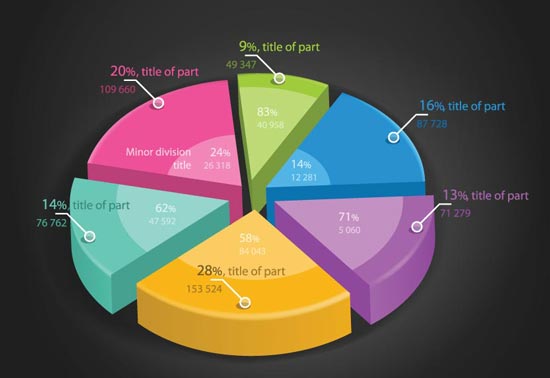 9%, title of part
49 347
20%, title of part
109 660
83%
40 958
16%, title of part
87 728
Minor division
title
24%
26 318
14%
12 281
13%, title of part
71 279
14%, title of part
76 762
62%
47 592
71%
5 060
58%
84 043
28%, title of part
153 524